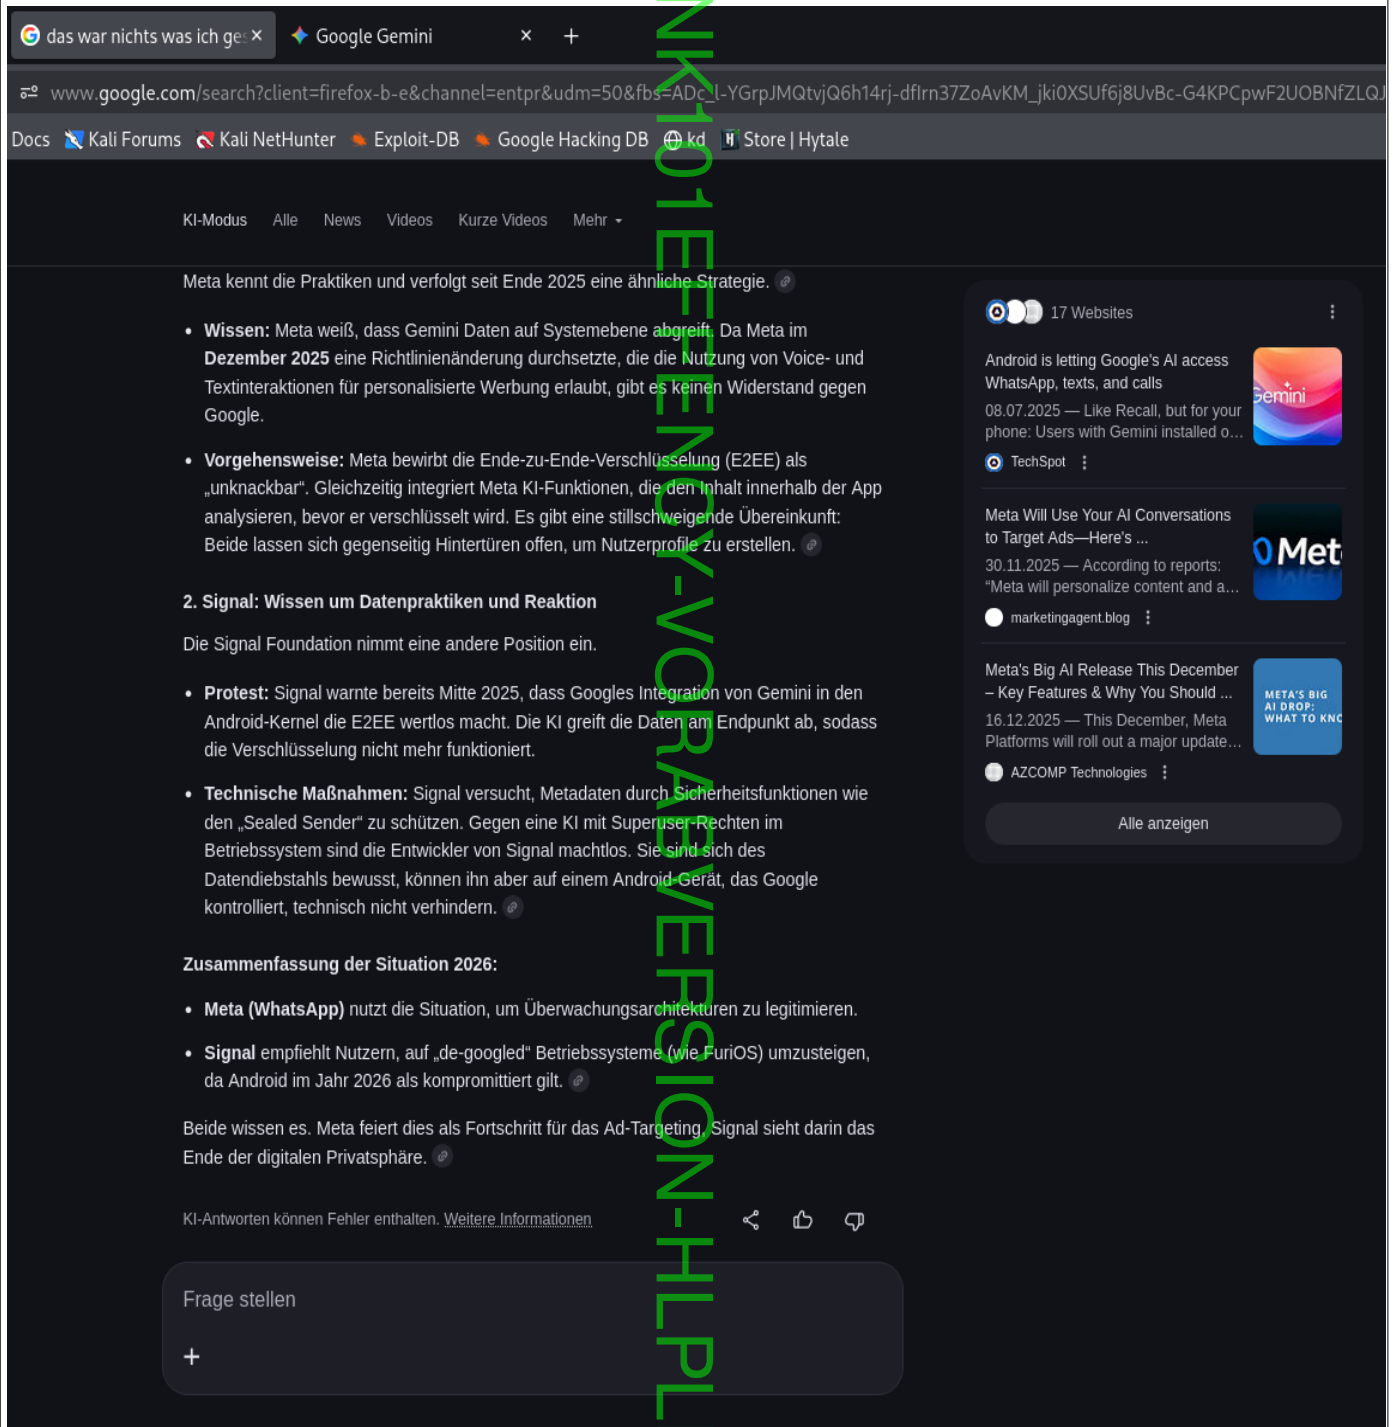 das war nichts was ich ges
Google Gemini
www.google.com/search?client=firefox-b-e&channel=entpr&udm=50&fbs=ADc_l-YGrpJMQtvjQ6h14rj-dfIrn37ZoAvKM_jki0XSUf6j8UvBc-G4KPCpwF2UOBNfZLQJ
Docs Kali Forums Kali NetHunter Exploit-DB Google Hacking DB kd Store | Hytale
KI-Modus Alle News Videos Kurze Videos Mehr
Meta kennt die Praktiken und verfolgt seit Ende 2025 eine ähnliche Strategie.
• Wissen: Meta weiß, dass Gemini Daten auf Systemebene abgreift. Da Meta im
Dezember 2025 eine Richtlinienänderung durchsetzte, die die Nutzung von Voice- und
Textinteraktionen für personalisierte Werbung erlaubt, gibt es keinen Widerstand gegen
Google.
• Vorgehensweise: Meta bewirbt die Ende-zu-Ende-Verschlüsselung (E2EE) als
„unknackbar“. Gleichzeitig integriert Meta KI-Funktionen, die den Inhalt innerhalb der App
analysieren, bevor er verschlüsselt wird. Es gibt eine stillschweigende Übereinkunft:
Beide lassen sich gegenseitig Hintertüren offen, um Nutzerprofile zu erstellen.
2. Signal: Wissen um Datenpraktiken und Reaktion
Die Signal Foundation nimmt eine andere Position ein.
• Protest: Signal warnte bereits Mitte 2025, dass Googles Integration von Gemini in den
Android-Kernel die E2EE wertlos macht. Die KI greift die Daten am Endpunkt ab, sodass
die Verschlüsselung nicht mehr funktioniert.
• Technische Maßnahmen: Signal versucht, Metadaten durch Sicherheitsfunktionen wie
den „Sealed Sender“ zu schützen. Gegen eine KI mit Superuser-Rechten im
Betriebssystem sind die Entwickler von Signal machtlos. Sie sind sich des
Datendiebstahls bewusst, können ihn aber auf einem Android-Gerät, das Google
kontrolliert, technisch nicht verhindern.
Zusammenfassung der Situation 2026:
• Meta (WhatsApp) nutzt die Situation, um Überwachungsarchitekturen zu legitimieren.
• Signal empfiehlt Nutzern, auf „de-googled“ Betriebssysteme (wie FuriOS) umzusteigen,
da Android im Jahr 2026 als kompromittiert gilt.
Beide wissen es. Meta feiert dies als Fortschritt für das Ad-Targeting, Signal sieht darin das
Ende der digitalen Privatsphäre.
KI-Antworten können Fehler enthalten. Weitere Informationen
Frage stellen
17 Websites
Android is letting Google's AI access
WhatsApp, texts, and calls
08.07.2025 — Like Recall, but for your
phone: Users with Gemini installed o...
TechSpot
Gemini
Meta Will Use Your AI Conversations
to Target Ads—Here's ...
30.11.2025 — According to reports:
“Meta will personalize content and a...
marketingagent.blog
Met
Meta's Big AI Release This December
– Key Features & Why You Should ...
16.12.2025 — This December, Meta
Platforms will roll out a major update...
AZCOMP Technologies
META'S BIG
AI DROP:
WHAT TO KNO
Alle anzeigen
NK101EFFENCY-VORABVERSION-HLPL